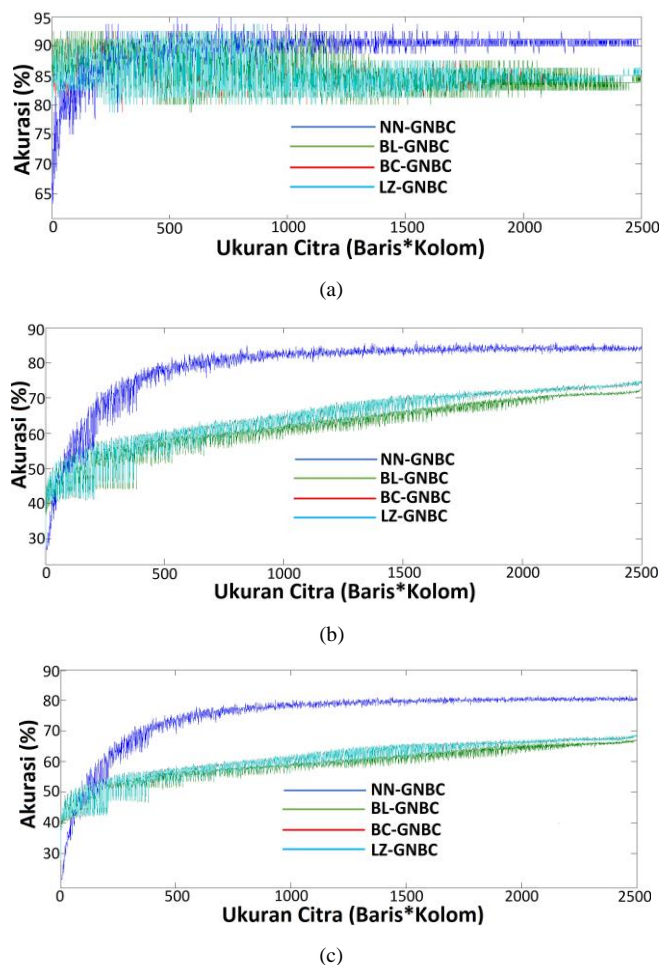 95
90
85
80
75
70
65
Akurasi (%)
NN-GNBC
BL-GNBC
BC-GNBC
LZ-GNBC
0 500 1000 1500 2000 2500
Ukuran Citra (Baris*Kolom)
(a)
90
80
70
60
50
40
30
Akurasi (%)
NN-GNBC
BL-GNBC
BC-GNBC
LZ-GNBC
0 500 1000 1500 2000 2500
Ukuran Citra (Baris*Kolom)
(b)
90
80
70
60
50
40
30
Akurasi (%)
NN-GNBC
BL-GNBC
BC-GNBC
LZ-GNBC
0 500 1000 1500 2000 2500
Ukuran Citra (Baris*Kolom)
(c)